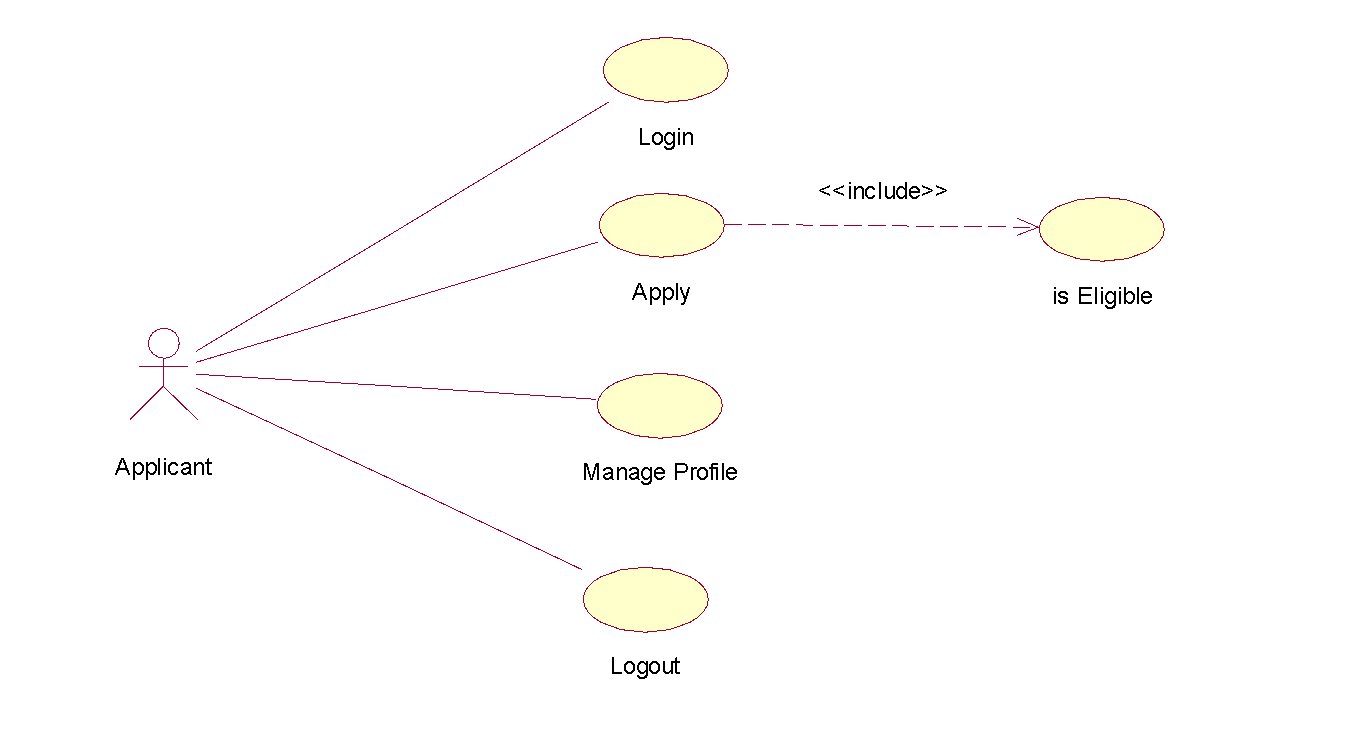 Login
<<include>>
Apply
is Eligible
Applicant
Manage Profile
Logout